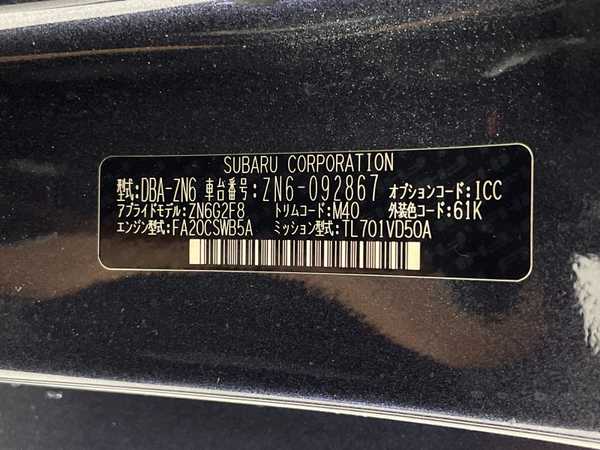 SUBARU CORPORATION
型式:DBA-ZN6 車台番号:ZN6-092867 オプションコード:ICC
アプライドモデル:ZN6G2F8 トリムコード:M40 外装色コード:61K
エンジン型式:FA20CSWB5A ミッション型式:TL701VD50A